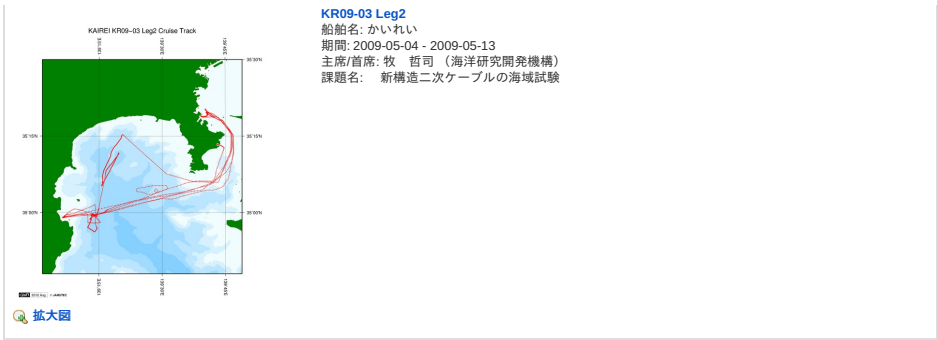 KR09-03 Leg2
船舶名: かいれい
期間: 2009-05-04 - 2009-05-13
主席/首席: 牧　哲司 （海洋研究開発機構）
課題名:　新構造二次ケーブルの海域試験
KAIREI KR09−03 Leg2 Cruise Track
35˚30'N
35˚15'N
35˚15'N
35˚00'N
35˚00'N
拡大図